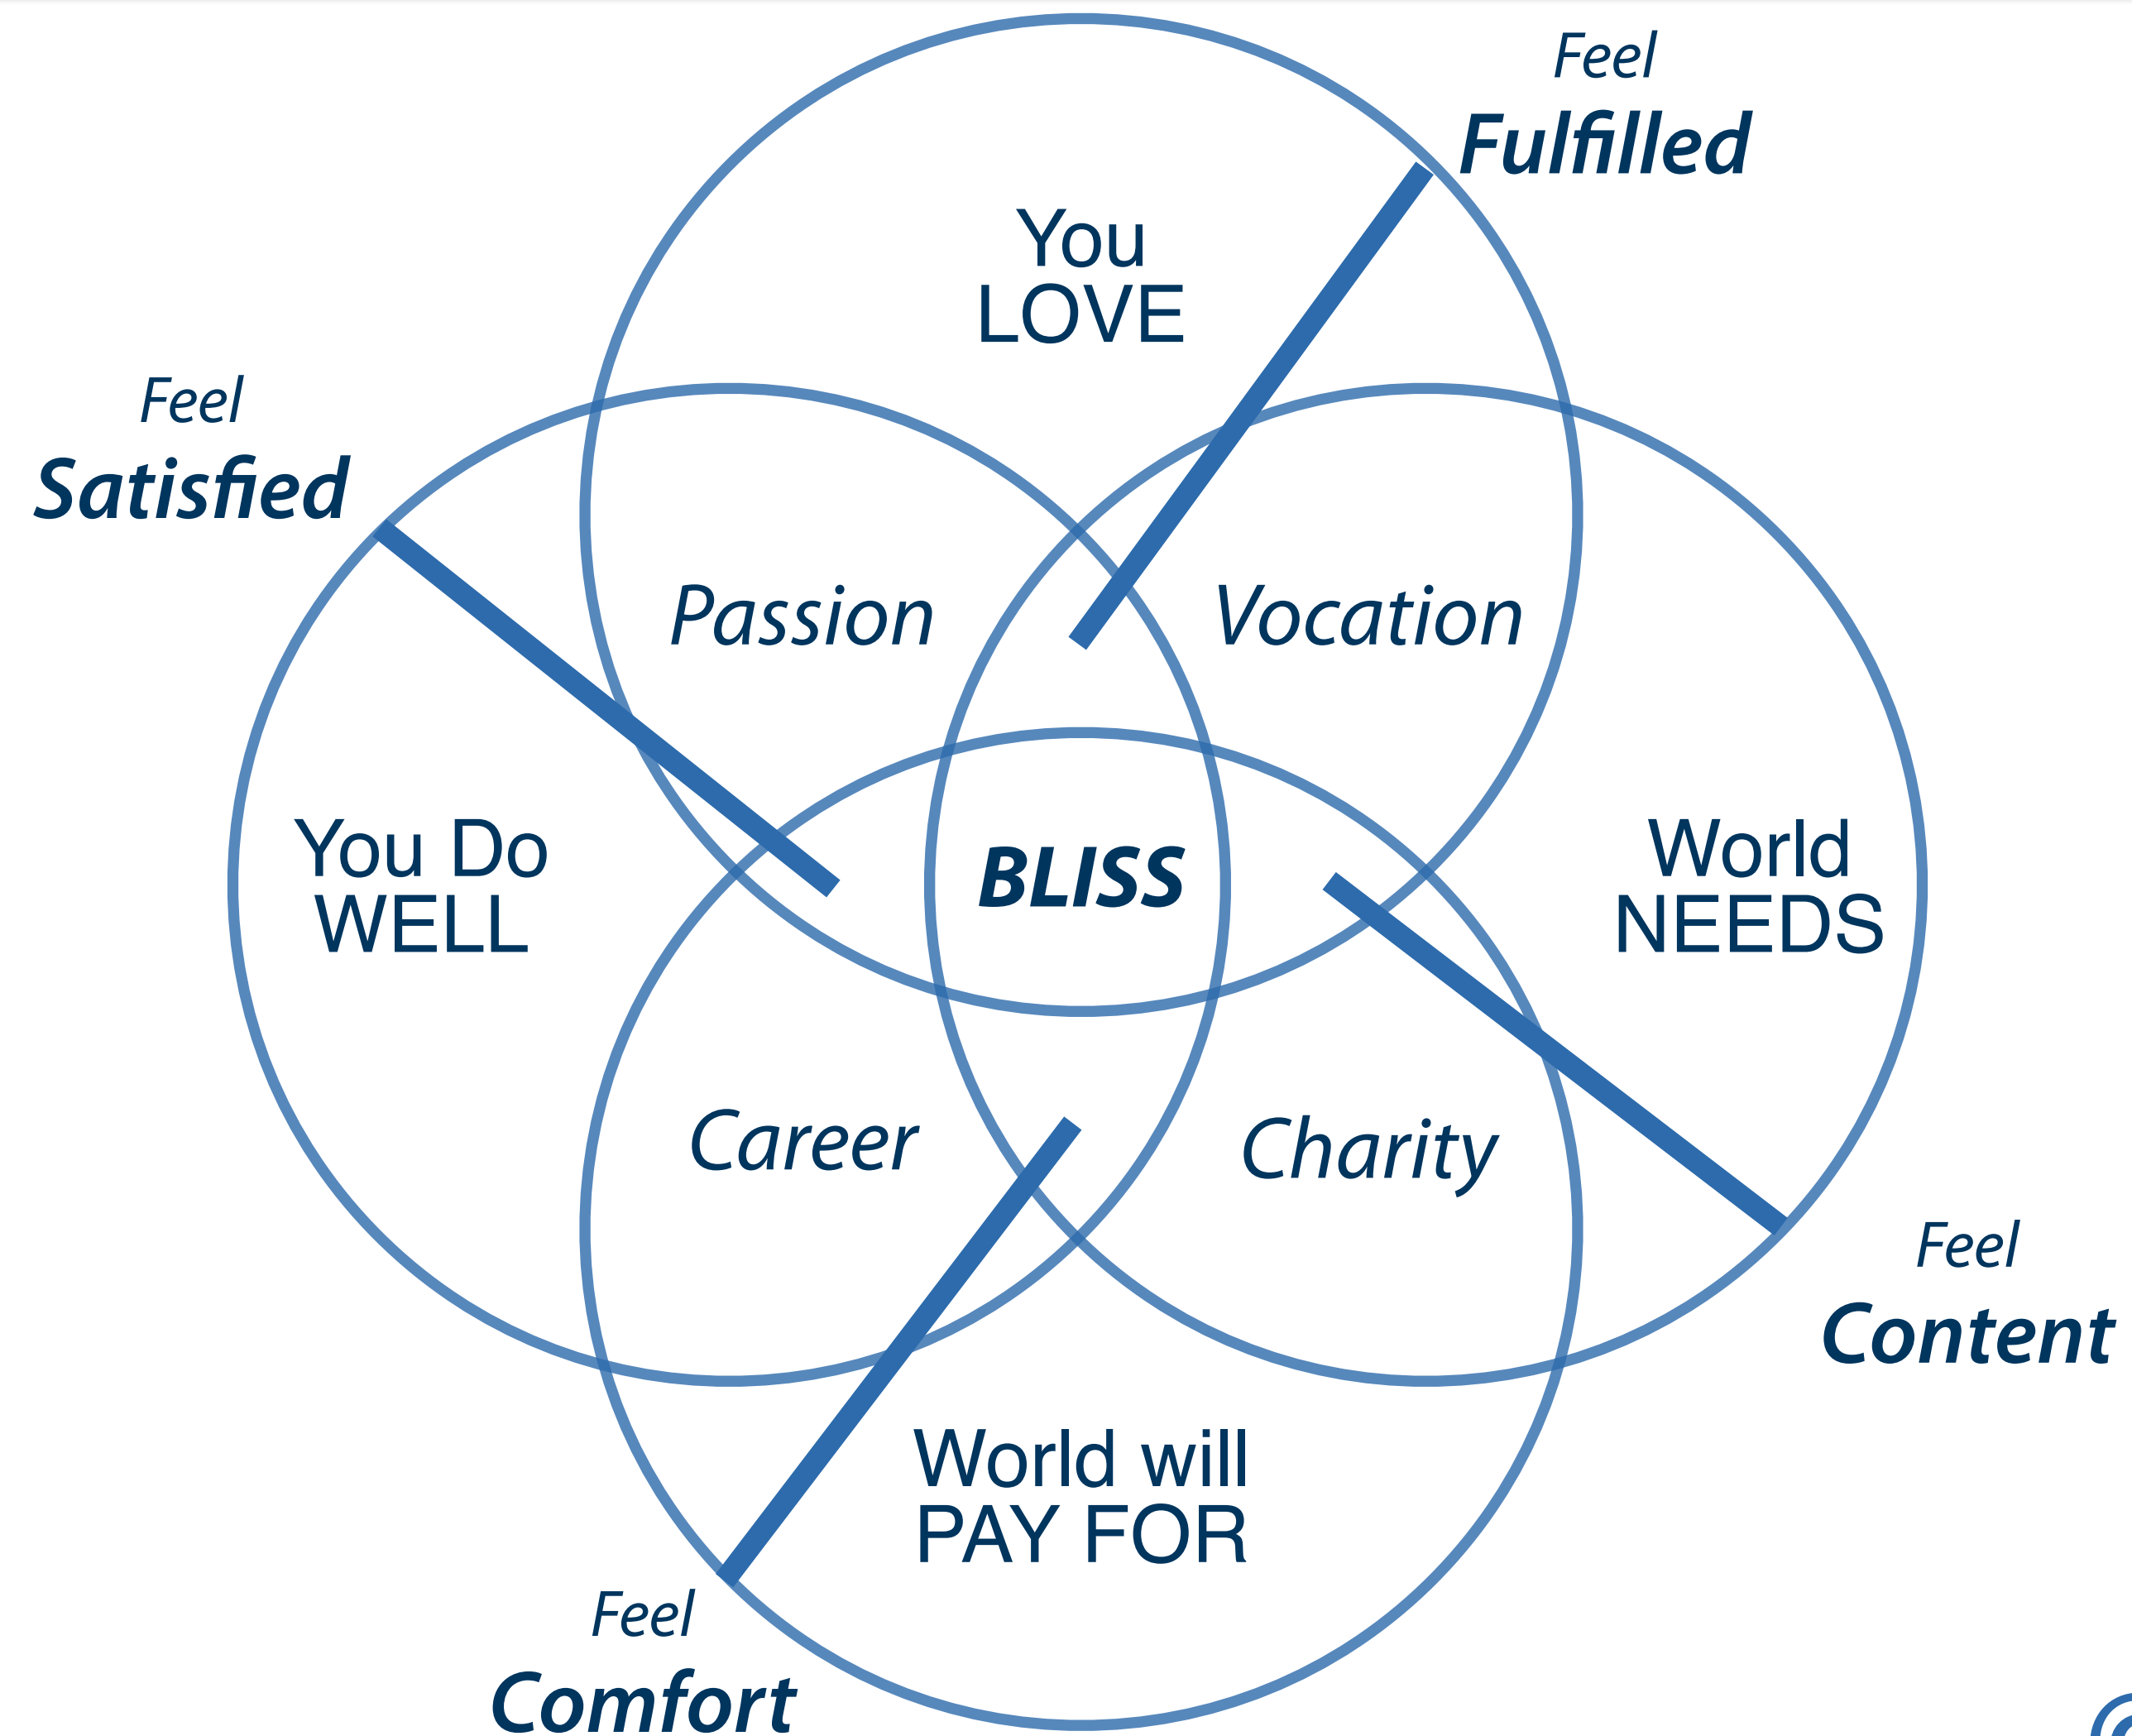 Feel
Fulfilled
You
LOVE
Feel
Satisfied
Passion
Vocation
You Do
WELL
BLISS
World
NEEDS
Career
Charity
Feel
Content
World will
PAY FOR
Feel
Comfort